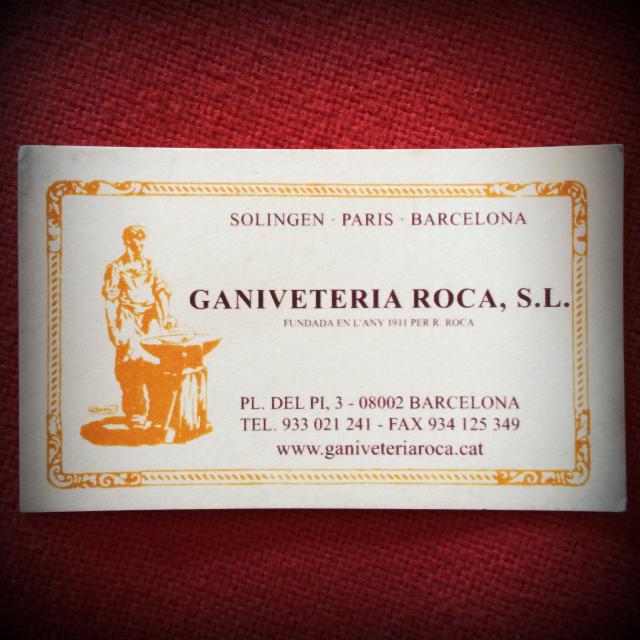 SOLINGEN · PARIS · BARCELONA
GANIVETERIA ROCA, S.L.
FUNDADA EN L'ANY 1911 PER R. ROCA
PL. DEL PI, 3 - 08002 BARCELONA
TEL. 933 021 241 - FAX 934 125 349
www.ganiveteriaroca.cat